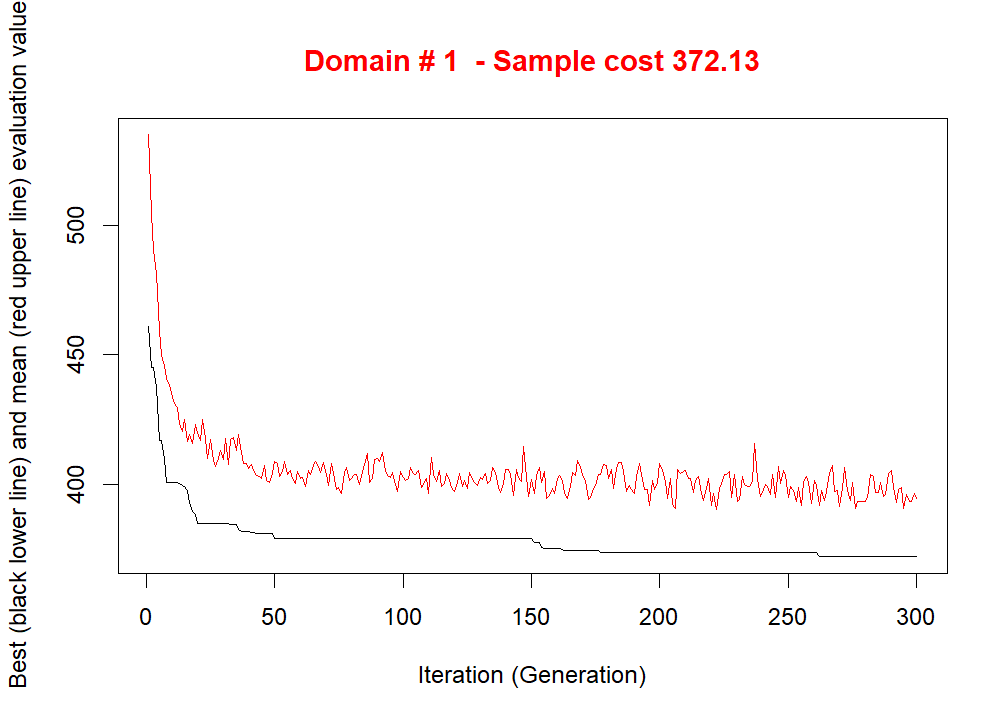 Domain # 1  - Sample cost 372.13
Best (black lower line) and mean (red upper line) evaluation value
500
450
400
0 50 100 150 200 250 300
Iteration (Generation)